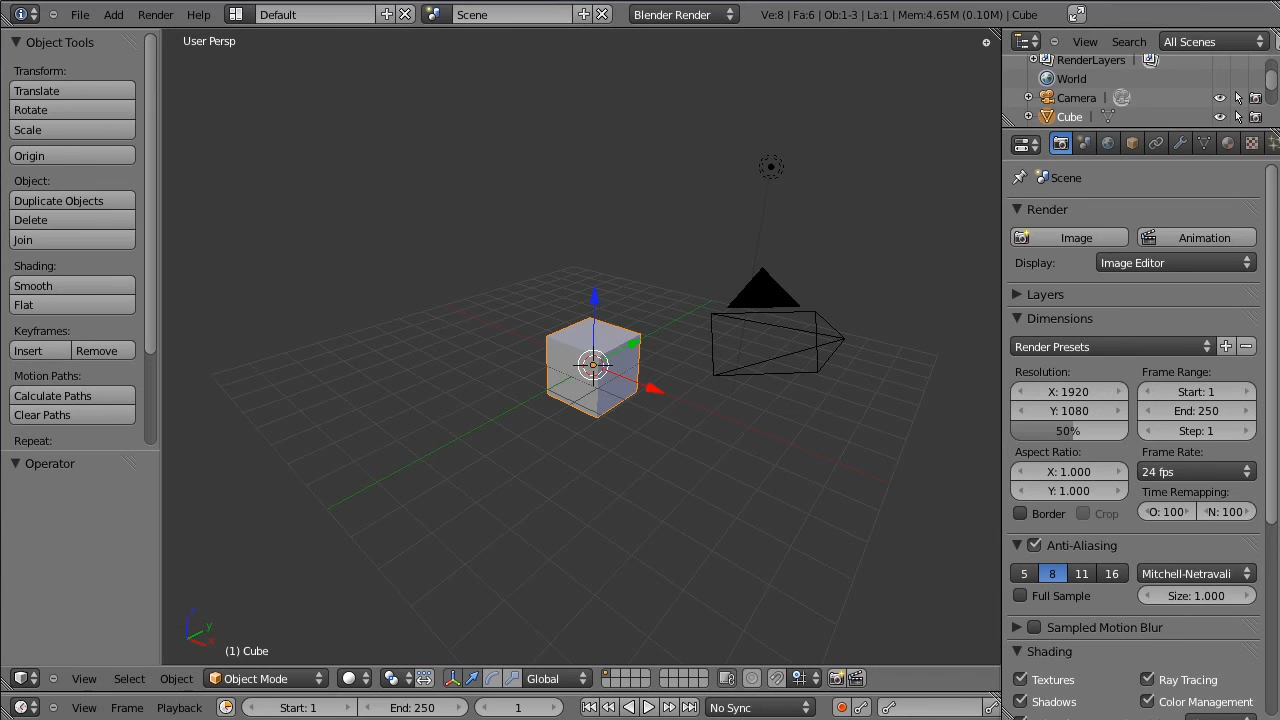 File Add Render Help Default Scene Blender Render Ve:8 | Fa:6 | Ob:1-3 | La:1 | Mem:4.65M (0.10M) | Cube
Object Tools
Transform:
Translate
Rotate
Scale
Origin
Object:
Duplicate Objects
Delete
Join
Shading:
Smooth
Flat
Keyframes:
Insert Remove
Motion Paths:
Calculate Paths
Clear Paths
Repeat:
Operator
User Persp
z
y
x
(1) Cube
View Select Object Object Mode Global
View Frame Playback Start: 1 End: 250 1 No Sync
View Search All Scenes
RenderLayers |
World
Camera |
Cube |
Scene
Render
Image Animation
Display: Image Editor
Layers
Dimensions
Render Presets
Resolution: Frame Range:
X: 1920 Start: 1
Y: 1080 End: 250
50% Step: 1
Aspect Ratio: Frame Rate:
X: 1.000 24 fps
Y: 1.000 Time Remapping:
Border Crop O: 100 N: 100
Anti-Aliasing
5 8 11 16 Mitchell-Netravali
Full Sample Size: 1.000
Sampled Motion Blur
Shading
Textures Ray Tracing
Shadows Color Management